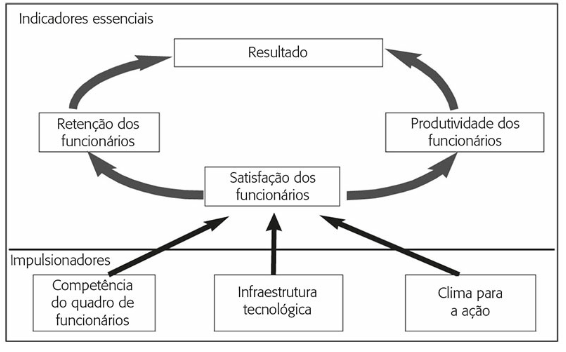 Indicadores essenciais
Resultado
Retenção dos
funcionários
Produtividade dos
funcionários
Satisfação dos
funcionários
Impulsionadores
Competência
do quadro de
funcionários
Infraestrutura
tecnológica
Clima para
a ação